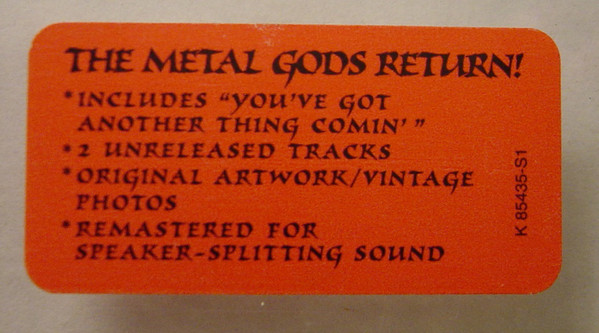 THE METAL GODS RETURN!
*INCLUDES "YOU'VE GOT
ANOTHER THING COMIN'"
*2 UNRELEASED TRACKS
*ORIGINAL ARTWORK/VINTAGE
PHOTOS
*REMASTERED FOR
SPEAKER-SPLITTING SOUND
K 85435-S1